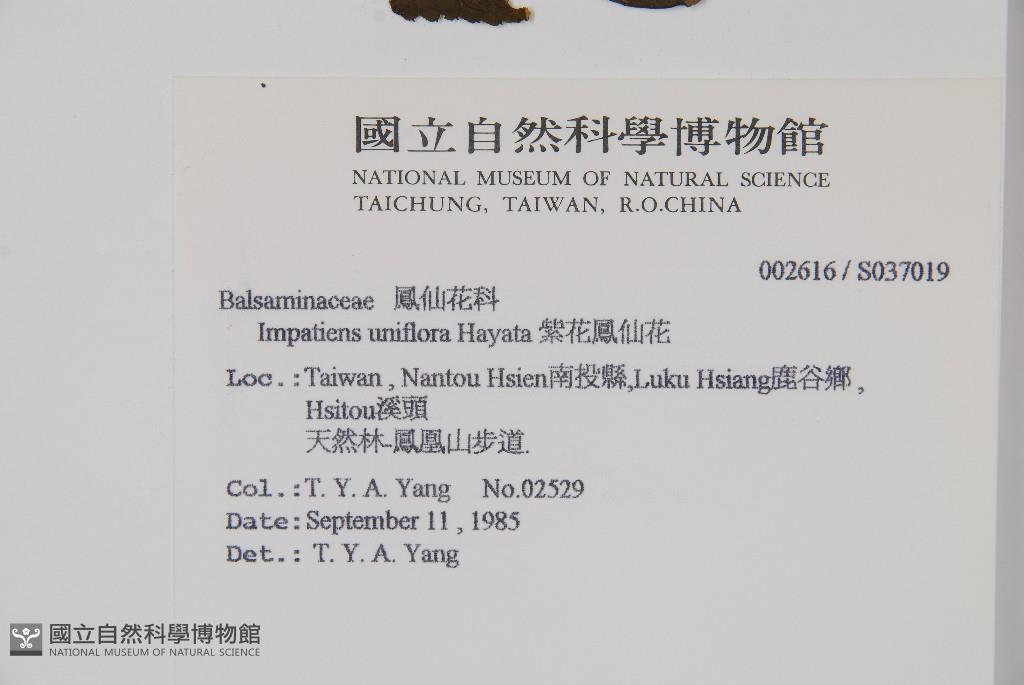 國立自然科學博物館
NATIONAL MUSEUM OF NATURAL SCIENCE
TAICHUNG, TAIWAN, R.O.CHINA
002616 / S037019
Balsaminaceae 鳳仙花科
Impatiens uniflora Hayata 紫花鳳仙花
Loc.:Taiwan , Nantou Hsien南投縣,Luku Hsiang鹿谷鄉 ,
Hsitou溪頭
天然林-鳳凰山步道.
Col.:T. Y. A. Yang No.02529
Date:September 11 , 1985
Det.: T. Y. A. Yang
國立自然科學博物館
NATIONAL MUSEUM OF NATURAL SCIENCE